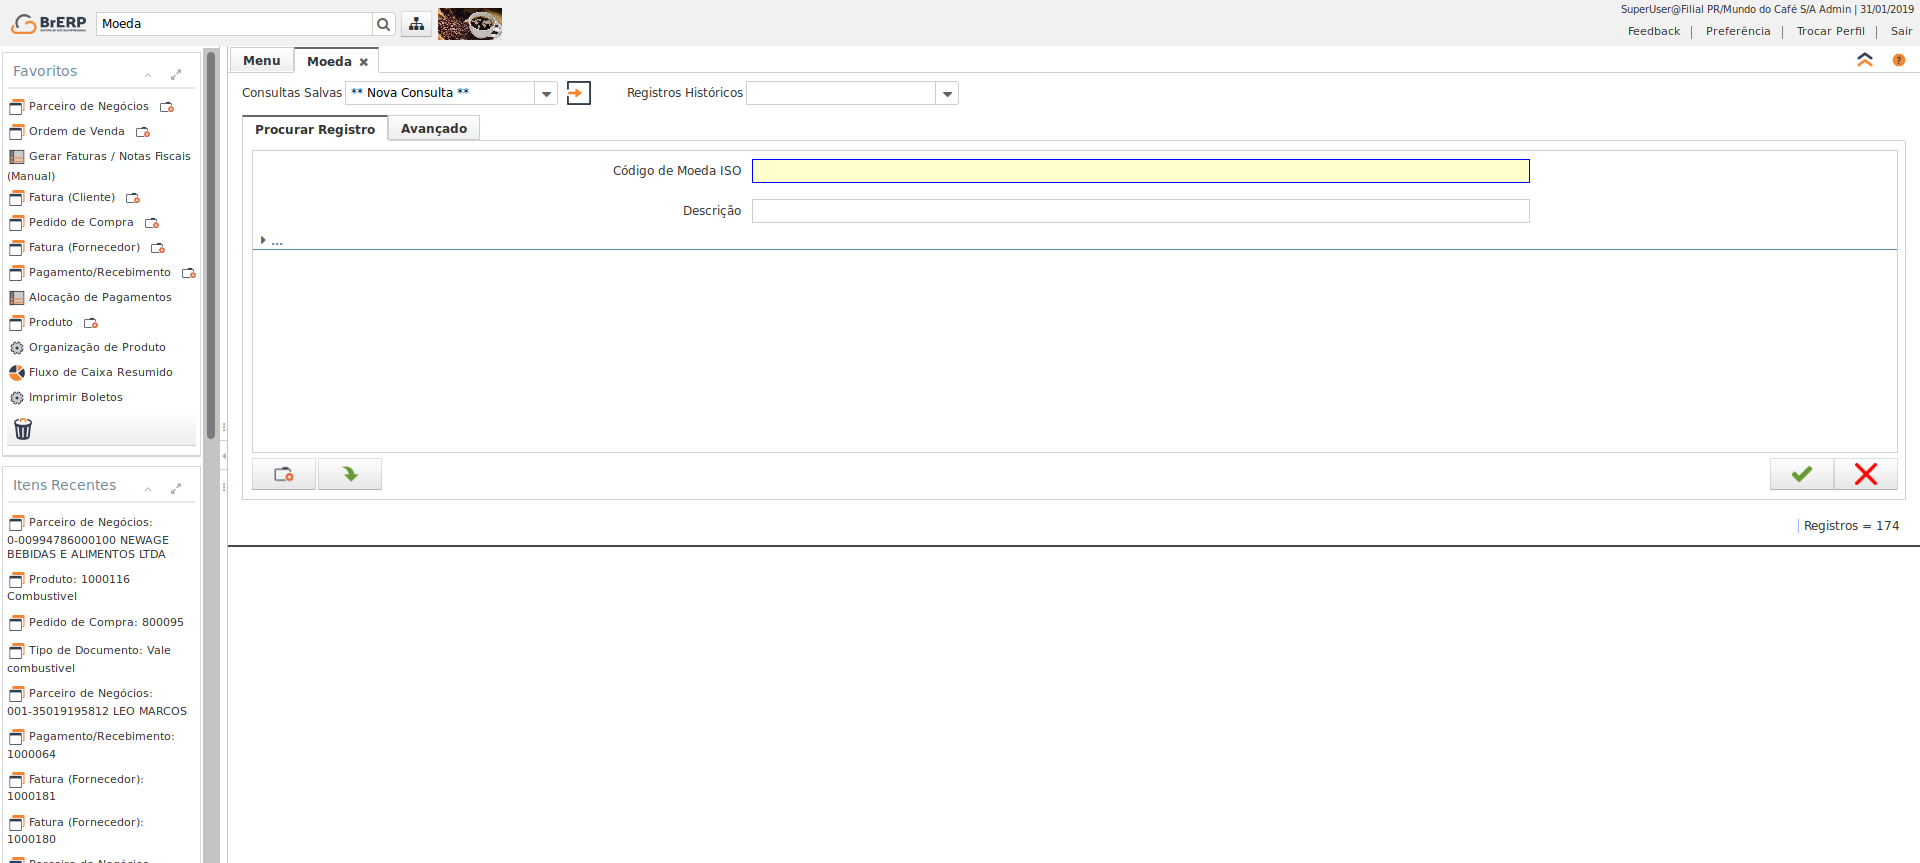 BrERP
Moeda
SuperUser@Filial PR/Mundo do Café S/A Admin | 31/01/2019
Feedback | Preferência | Trocar Perfil | Sair
Favoritos
Parceiro de Negócios
Ordem de Venda
Gerar Faturas / Notas Fiscais
(Manual)
Fatura (Cliente)
Pedido de Compra
Fatura (Fornecedor)
Pagamento/Recebimento
Alocação de Pagamentos
Produto
Organização de Produto
Fluxo de Caixa Resumido
Imprimir Boletos
Itens Recentes
Parceiro de Negócios:
0-00994786000100 NEWAGE
BEBIDAS E ALIMENTOS LTDA
Produto: 1000116
Combustivel
Pedido de Compra: 800095
Tipo de Documento: Vale
combustivel
Parceiro de Negócios:
001-35019195812 LEO MARCOS
Pagamento/Recebimento:
1000064
Fatura (Fornecedor):
1000181
Fatura (Fornecedor):
1000180
Parceiro de Negócios
Menu
Moeda
Consultas Salvas ** Nova Consulta **
Registros Históricos
Procurar Registro
Avançado
Código de Moeda ISO
Descrição
...
Registros = 174